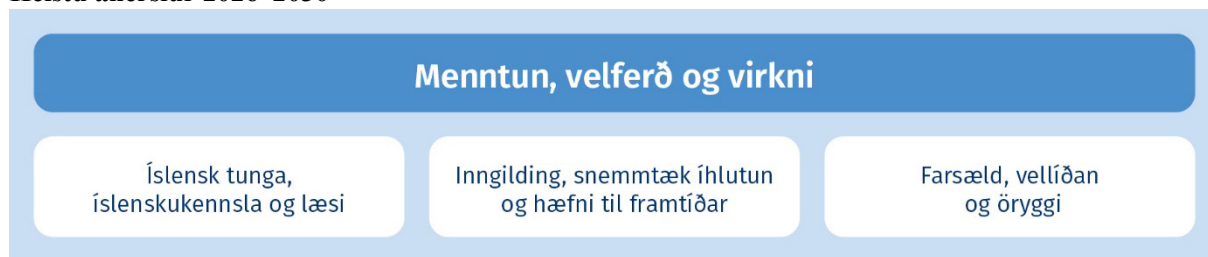 Menntun, velferð og virkni
Íslensk tunga,
íslenskukennsla og læsi
Inngilding, snemmtæk íhlutun
og hæfni til framtíðar
Farsæld, vellíðan
og öryggi